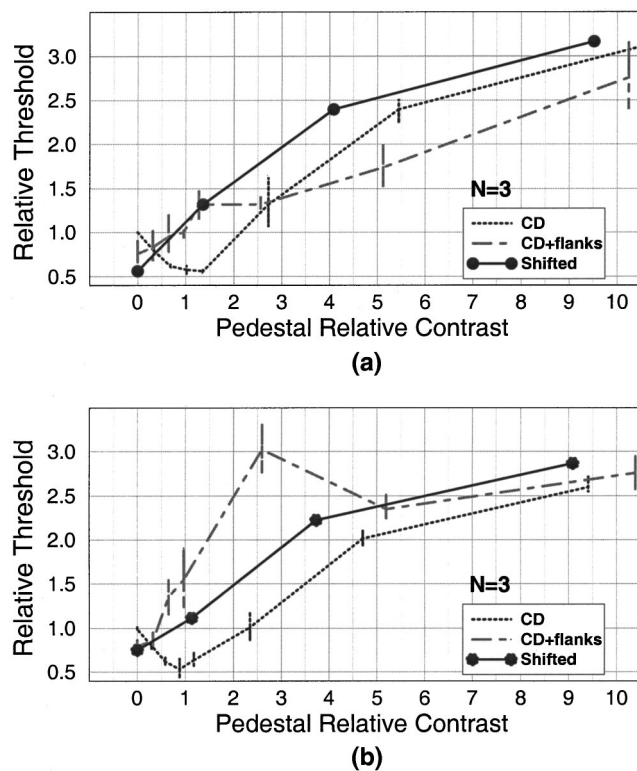 3.0
2.5
2.0
1.5
1.0
0.5
Relative Threshold
N=3
CD
CD+flanks
Shifted
0 1 2 3 4 5 6 7 8 9 10
Pedestal Relative Contrast
(a)
3.0
2.5
2.0
1.5
1.0
0.5
Relative Threshold
N=3
CD
CD+flanks
Shifted
0 1 2 3 4 5 6 7 8 9 10
Pedestal Relative Contrast
(b)